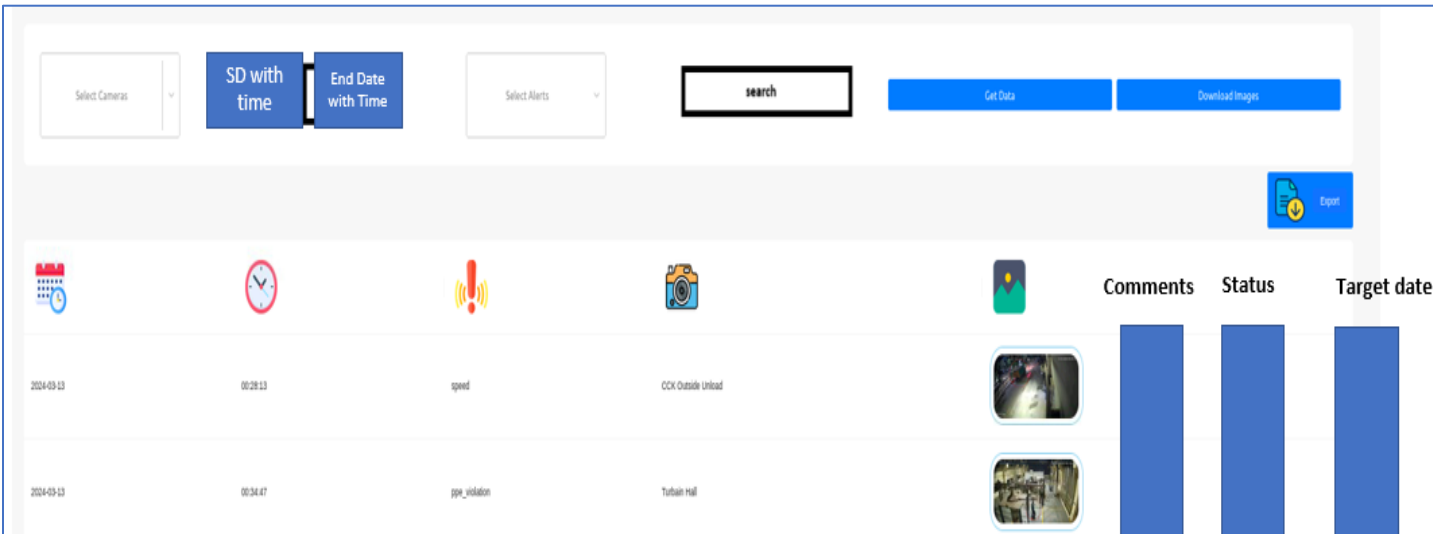 Select Cameras
SD with
time
End Date
with Time
Select Alerts
search
Get Data
Download Images
Export
Comments
Status
Target date
2024-03-13
00:28:13
speed
CCK Outside Unload
2024-03-13
00:34:47
ppe_violation
Turbain Hall